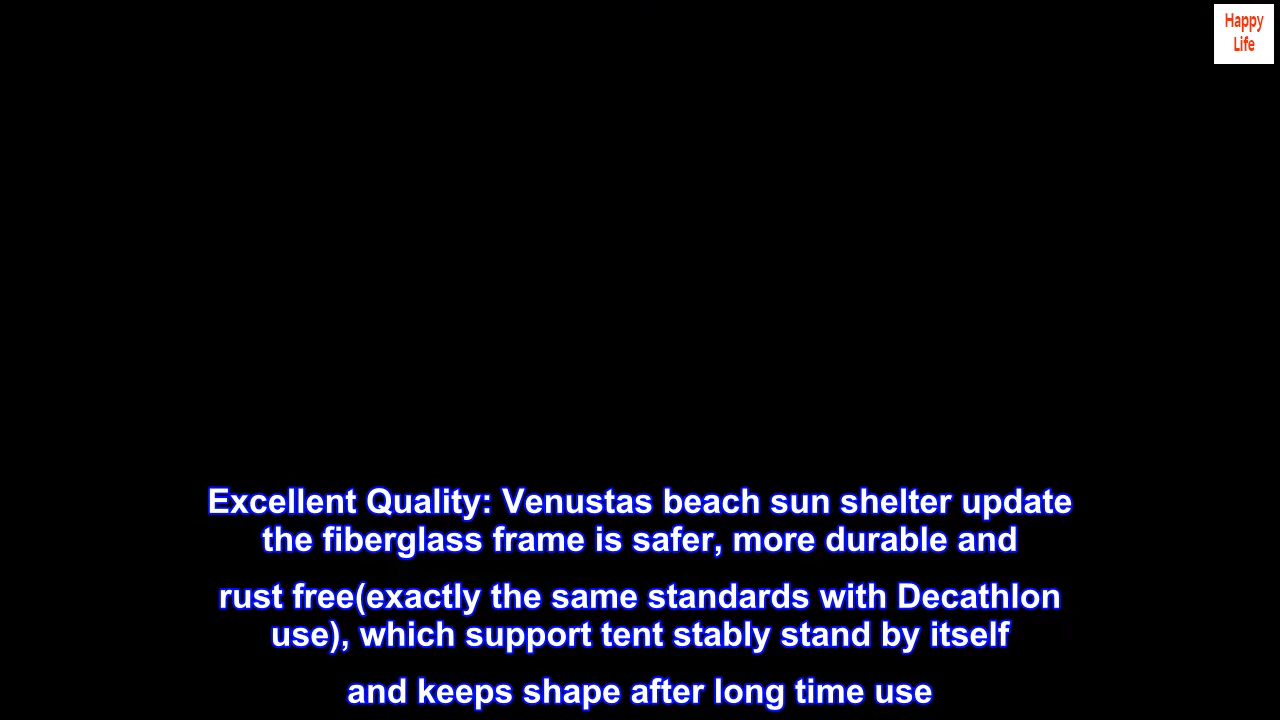 Happy
Life
Excellent Quality: Venustas beach sun shelter update
the fiberglass frame is safer, more durable and
rust free(exactly the same standards with Decathlon
use), which support tent stably stand by itself
and keeps shape after long time use